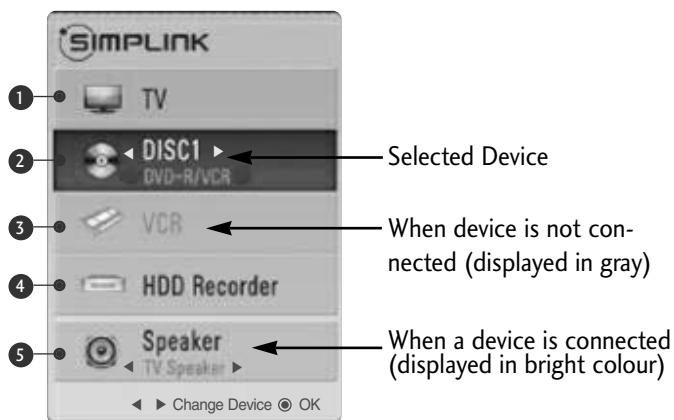 SIMPLINK
1 TV
2 DISC1
DVD-R/VCR
Selected Device
3 VCR
When device is not con-
nected (displayed in gray)
4 HDD Recorder
5 Speaker
TV Speaker
When a device is connected
(displayed in bright colour)
◀ ▶ Change Device ◉ OK